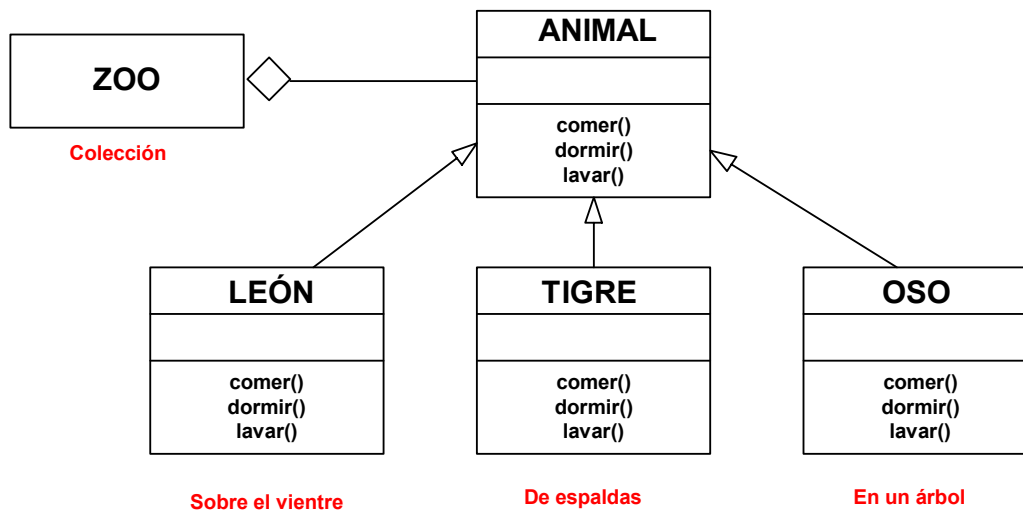 ZOO
Colección
ANIMAL
comer()
dormir()
lavar()
LEÓN
comer()
dormir()
lavar()
Sobre el vientre
TIGRE
comer()
dormir()
lavar()
De espaldas
OSO
comer()
dormir()
lavar()
En un árbol